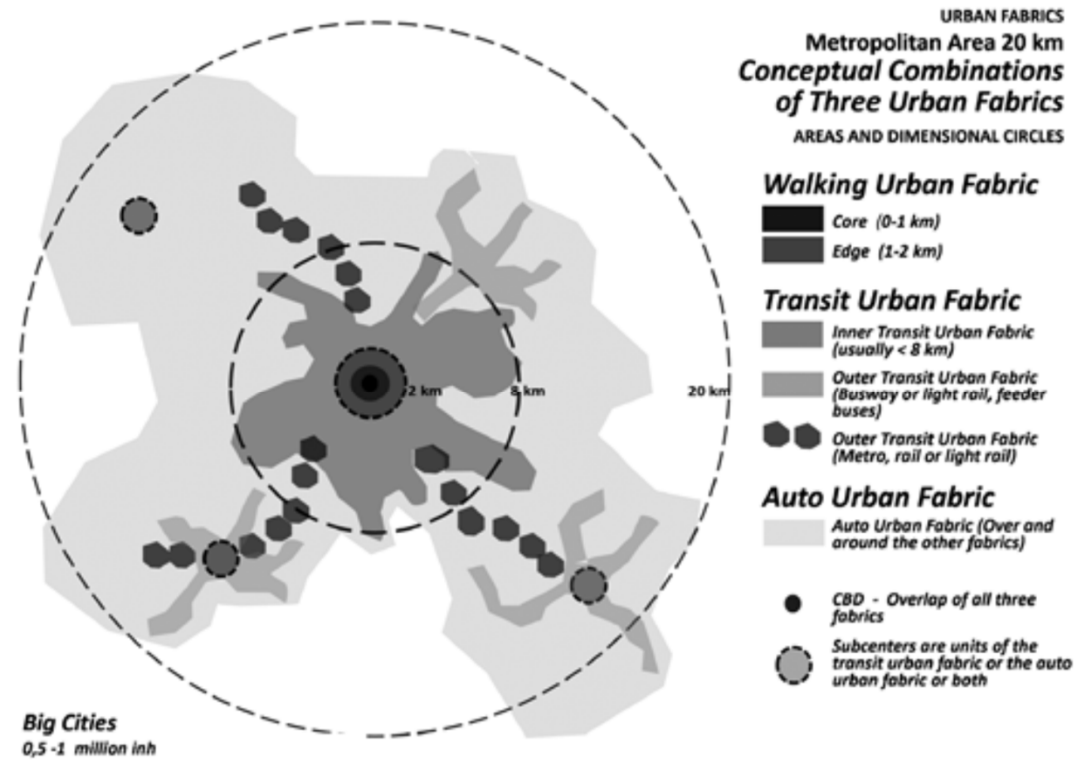 URBAN FABRICS
Metropolitan Area 20 km
Conceptual Combinations
of Three Urban Fabrics
AREAS AND DIMENSIONAL CIRCLES
Walking Urban Fabric
Core (0-1 km)
Edge (1-2 km)
Transit Urban Fabric
Inner Transit Urban Fabric
(usually < 8 km)
Outer Transit Urban Fabric
(Busway or light rail, feeder
buses)
Outer Transit Urban Fabric
(Metro, rail or light rail)
Auto Urban Fabric
Auto Urban Fabric (Over and
around the other fabrics)
CBD - Overlap of all three
fabrics
Subcenters are units of the
transit urban fabric or the auto
urban fabric or both
2 km
8 km
20 km
Big Cities
0,5 -1 million inh